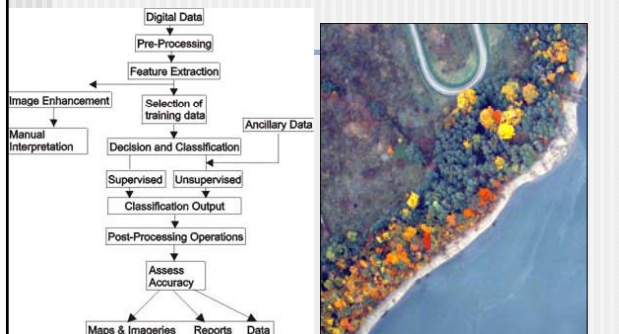 Digital Data
Pre-Processing
Feature Extraction
Image Enhancement
Selection of
training data
Ancillary Data
Manual
Interpretation
Decision and Classification
Supervised
Unsupervised
Classification Output
Post-Processing Operations
Assess
Accuracy
Maps & Imageries
Reports
Data